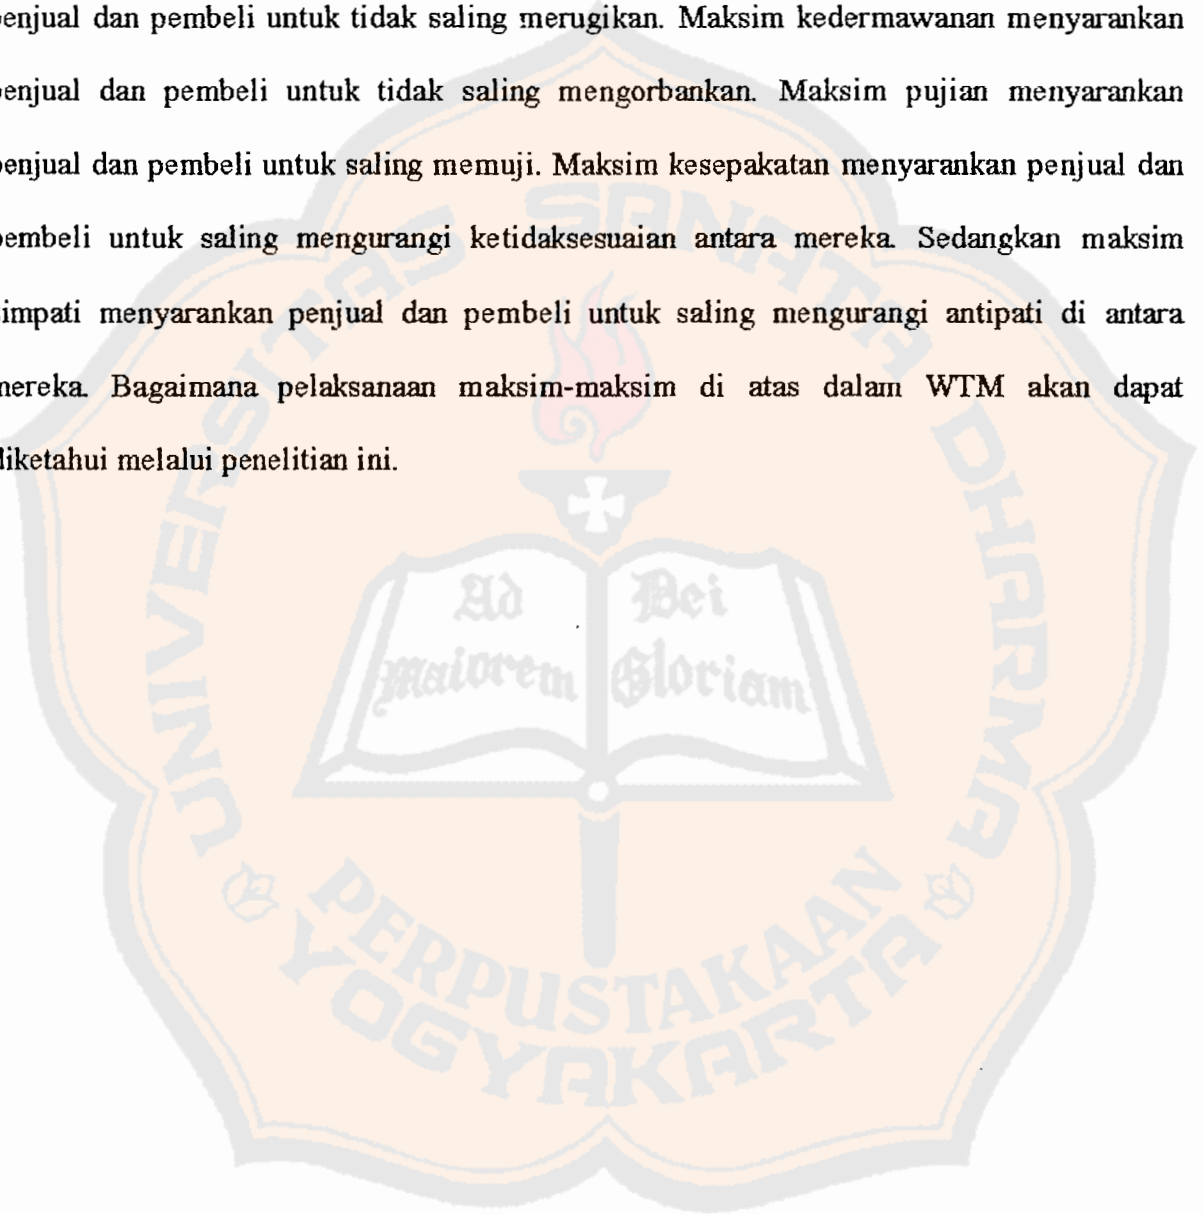 penjual dan pembeli untuk tidak saling merugikan. Maksim kedermawanan menyarankan
penjual dan pembeli untuk tidak saling mengorbankan. Maksim pujian menyarankan
penjual dan pembeli untuk saling memuji. Maksim kesepakatan menyarankan penjual dan
pembeli untuk saling mengurangi ketidaksesuaian antara mereka. Sedangkan maksim
simpati menyarankan penjual dan pembeli untuk saling mengurangi antipati di antara
mereka. Bagaimana pelaksanaan maksim-maksim di atas dalam WTM akan dapat
diketahui melalui penelitian ini.
UNIVERSITAS SANATA DHARMA
Ad Dei
maiorem Gloriam
PERPUSTAKAAN
YOGYAKARTA